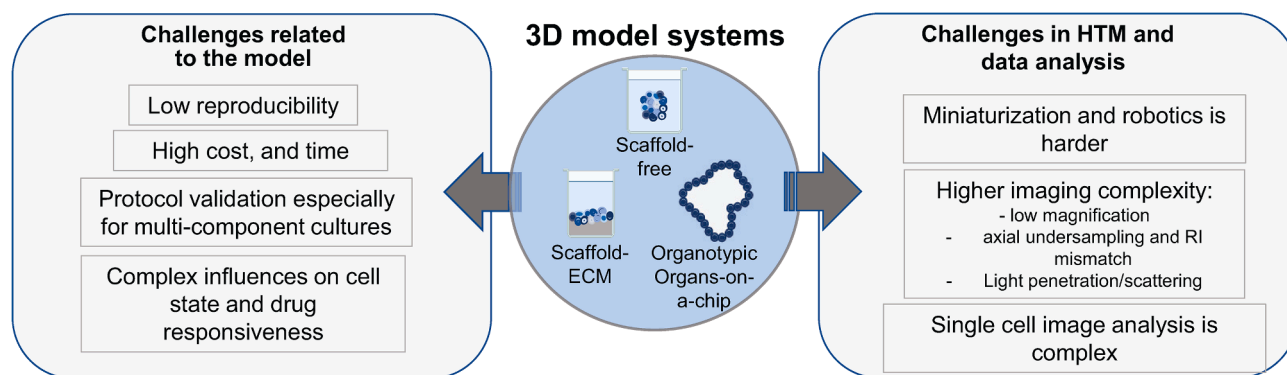 Challenges related
to the model
Low reproducibility
High cost, and time
Protocol validation especially
for multi-component cultures
Complex influences on cell
state and drug
responsiveness
3D model systems
Scaffold-
free
Scaffold-
ECM
Organotypic
Organs-on-
a-chip
Challenges in HTM and
data analysis
Miniaturization and robotics is
harder
Higher imaging complexity:
- low magnification
- axial undersampling and RI
mismatch
- Light penetration/scattering
Single cell image analysis is
complex